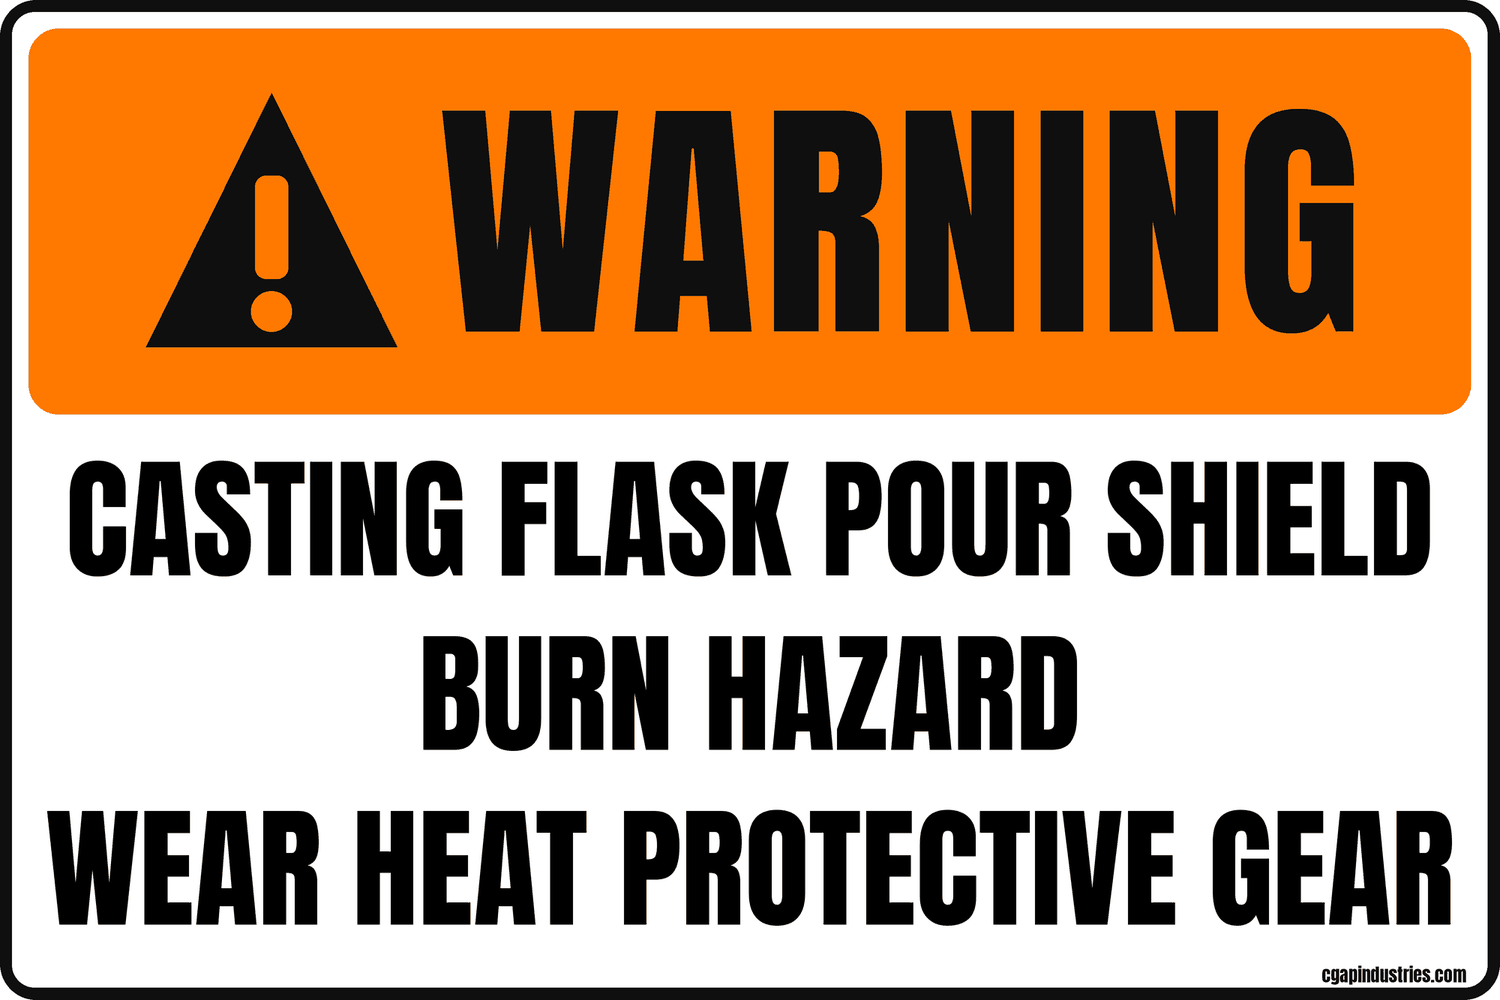 WARNING
CASTING FLASK POUR SHIELD
BURN HAZARD
WEAR HEAT PROTECTIVE GEAR
cgapindustries.com